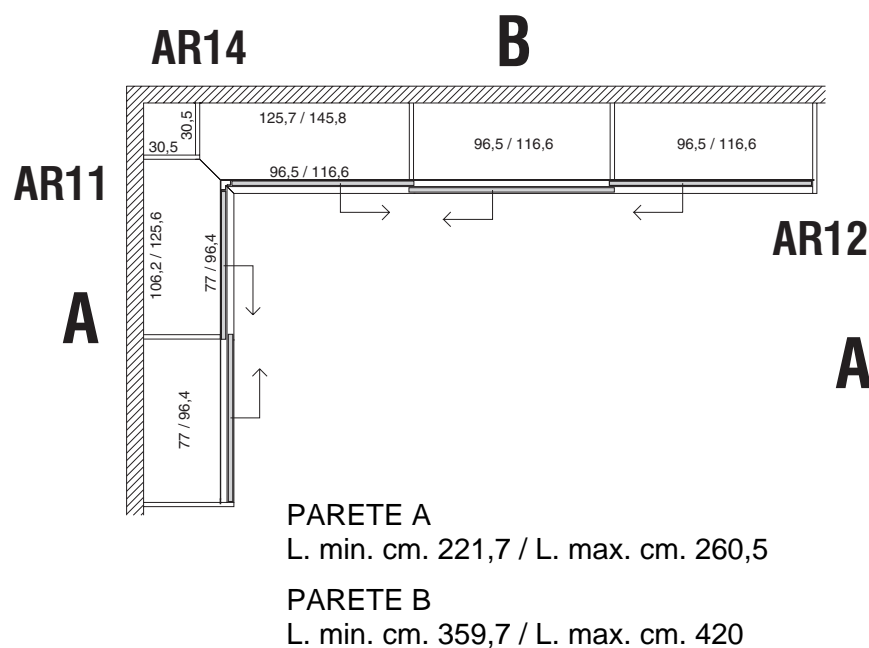 AR14
B
30,5
30,5
125,7 / 145,8
96,5 / 116,6
96,5 / 116,6
96,5 / 116,6
AR11
AR12
106,2 / 125,6
77 / 96,4
A
A
77 / 96,4
PARETE A
L. min. cm. 221,7 / L. max. cm. 260,5
PARETE B
L. min. cm. 359,7 / L. max. cm. 420